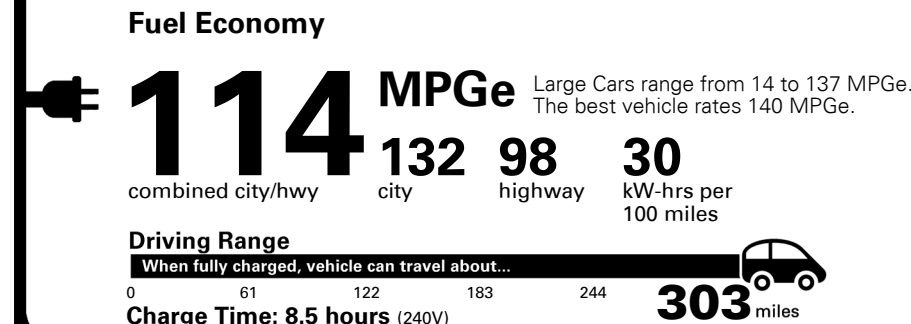 Fuel Economy
114 MPGe
Large Cars range from 14 to 137 MPGe.
The best vehicle rates 140 MPGe.
132 98 30
combined city/hwy city highway kW-hrs per
100 miles
Driving Range
When fully charged, vehicle can travel about...
0 61 122 183 244 303 miles
Charge Time: 8.5 hours (240V)